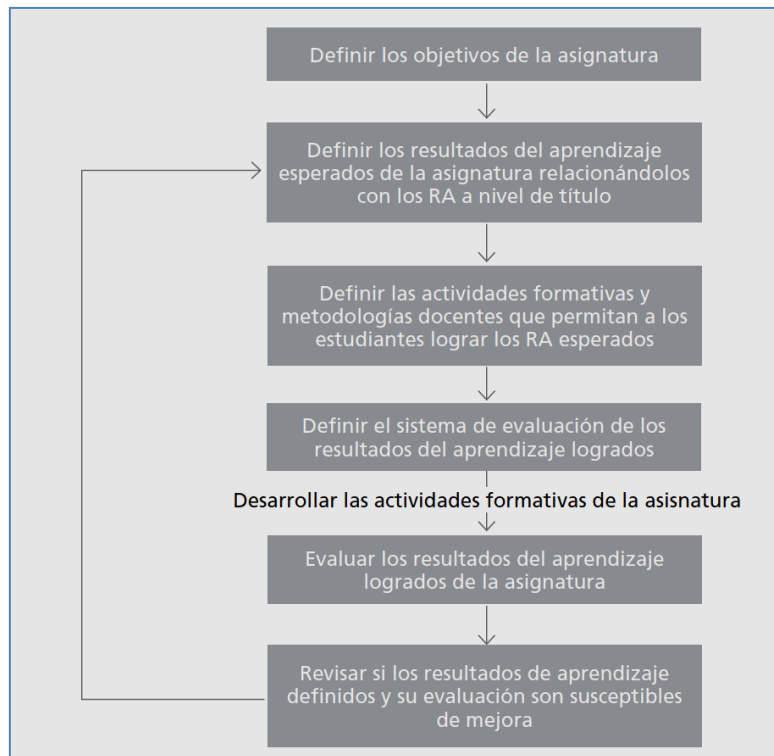 Definir los objetivos de la asignatura
Definir los resultados del aprendizaje
esperados de la asignatura relacionándolos
con los RA a nivel de título
Definir las actividades formativas y
metodologías docentes que permitan a los
estudiantes lograr los RA esperados
Definir el sistema de evaluación de los
resultados del aprendizaje logrados
Desarrollar las actividades formativas de la asisnatura
Evaluar los resultados del aprendizaje
logrados de la asignatura
Revisar si los resultados de aprendizaje
definidos y su evaluación son susceptibles
de mejora